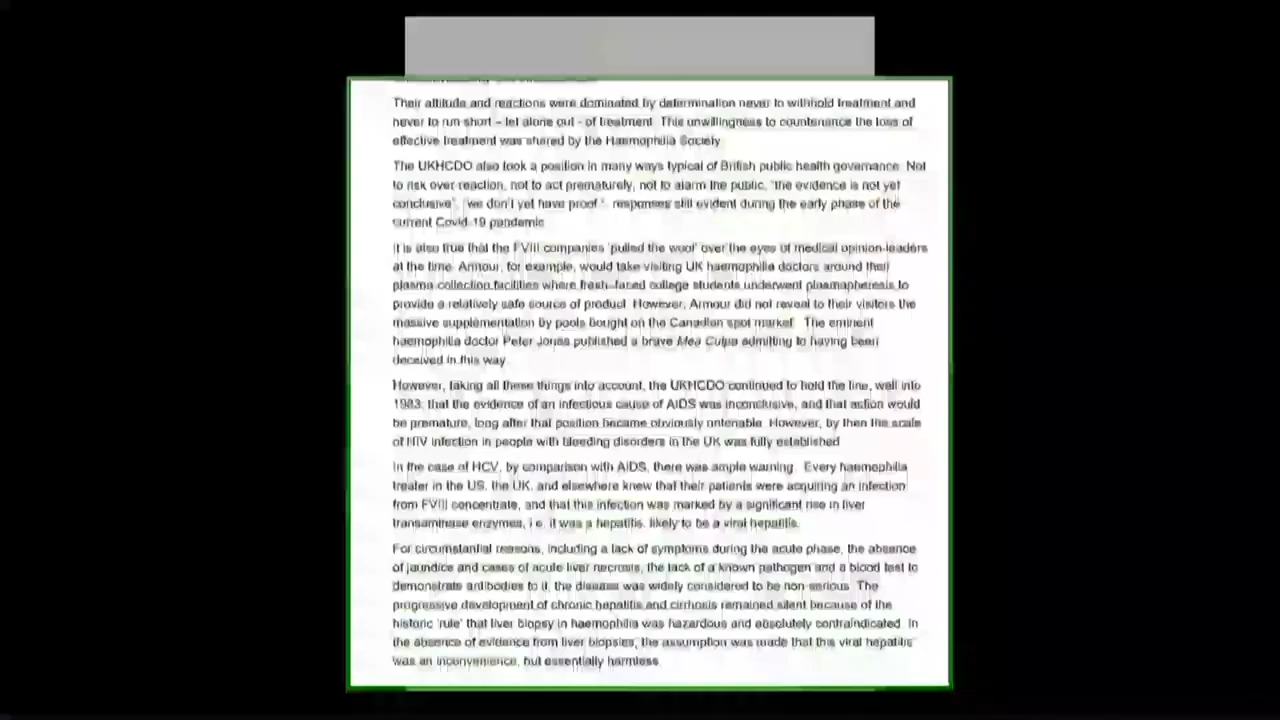 Their attitude and reactions were dominated by determination never to withhold treatment and
never to run short – let alone out - of treatment. This unwillingness to countenance the loss of
effective treatment was shared by the Haemophilia Society.
The UKHCDO also took a position in many ways typical of British public health governance. Not
to risk over-reaction, not to act prematurely, not to alarm the public, 'the evidence is not yet
conclusive', 'we don't yet have proof' - responses still evident during the early phase of the
current Covid-19 pandemic.
It is also true that the FVIII companies 'pulled the wool' over the eyes of medical opinion-leaders
at the time. Armour, for example, would take visiting UK haemophilia doctors around their
plasma collection facilities where fresh-faced college students underwent plasmapheresis to
provide a relatively safe source of product. However, Armour did not reveal to their visitors the
massive supplementation by pools bought on the Canadian spot market. The eminent
haemophilia doctor Peter Jones published a brave Mea Culpa admitting to having been
deceived in this way.
However, taking all these things into account, the UKHCDO continued to hold the line, well into
1983, that the evidence of an infectious cause of AIDS was inconclusive, and that action would
be premature, long after that position became obviously untenable. However, by then the scale
of HIV infection in people with bleeding disorders in the UK was fully established.
In the case of HCV, by comparison with AIDS, there was ample warning. Every haemophilia
treater in the US, the UK, and elsewhere knew that their patients were acquiring an infection
from FVIII concentrate, and that this infection was marked by a significant rise in liver
transaminase enzymes, i.e. it was a hepatitis, likely to be a viral hepatitis.
For circumstantial reasons, including a lack of symptoms during the acute phase, the absence
of jaundice and cases of acute liver necrosis, the lack of a known pathogen and a blood test to
demonstrate antibodies to it, the disease was widely considered to be non-serious. The
progressive development of chronic hepatitis and cirrhosis remained silent because of the
historic 'rule' that liver biopsy in haemophilia was hazardous and absolutely contraindicated. In
the absence of evidence from liver biopsies, the assumption was made that this viral hepatitis
was an inconvenience, but essentially harmless.